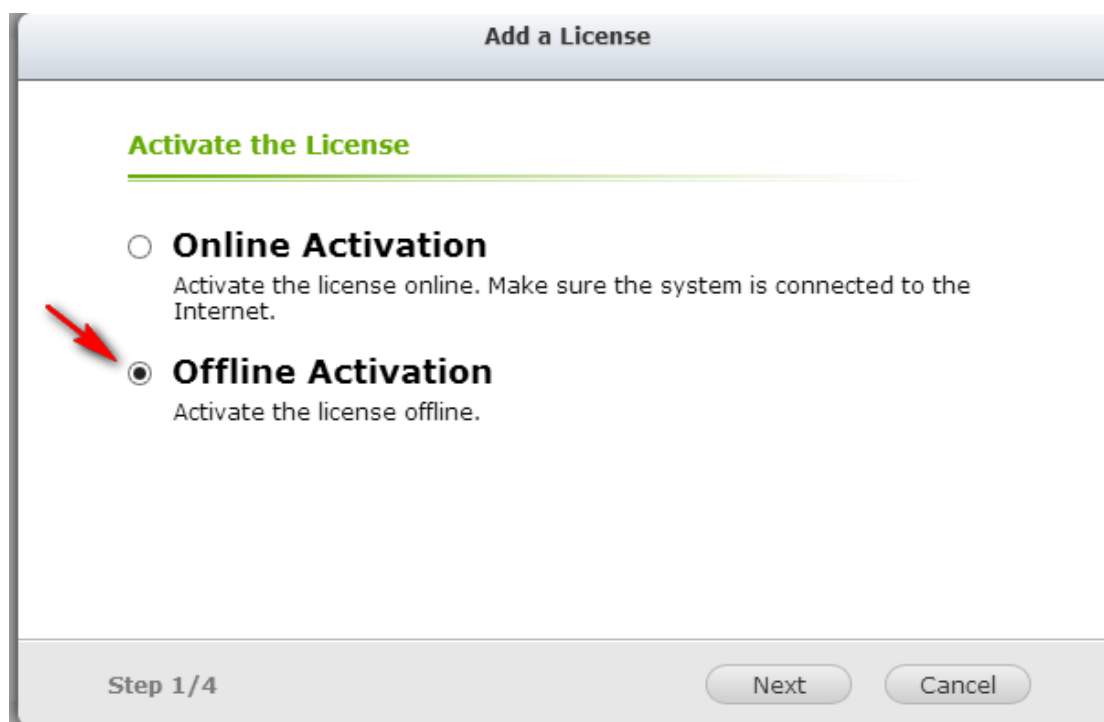 Add a License
Activate the License
Online Activation
Activate the license online. Make sure the system is connected to the
Internet.
Offline Activation
Activate the license offline.
Step 1/4
Next
Cancel